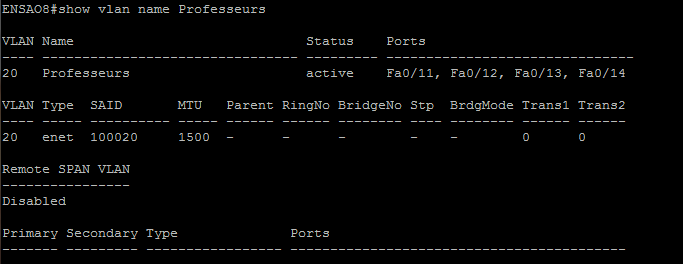 ENSAO8#show vlan name Professeurs
VLAN Name                             Status    Ports
---- -------------------------------- --------- -------------------------------
20   Professeurs                      active    Fa0/11, Fa0/12, Fa0/13, Fa0/14
VLAN Type  SAID       MTU   Parent RingNo BridgeNo Stp  BrdgMode Trans1 Trans2
---- ----- ---------- ----- ------ ------ -------- ---- -------- ------ ------
20   enet  100020     1500  -      -      -        -    -        0      0
Remote SPAN VLAN
----------------
Disabled
Primary Secondary Type              Ports
------- --------- ----------------- ------------------------------------------